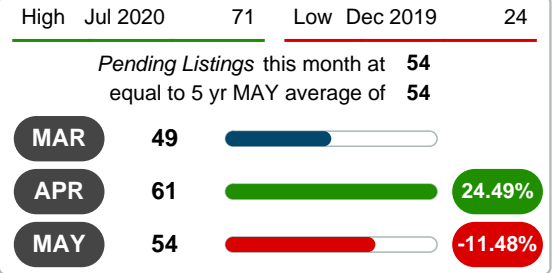 High Jul 2020 71 Low Dec 2019 24
Pending Listings this month at 54
equal to 5 yr MAY average of 54
MAR 49
APR 61 24.49%
MAY 54 -11.48%